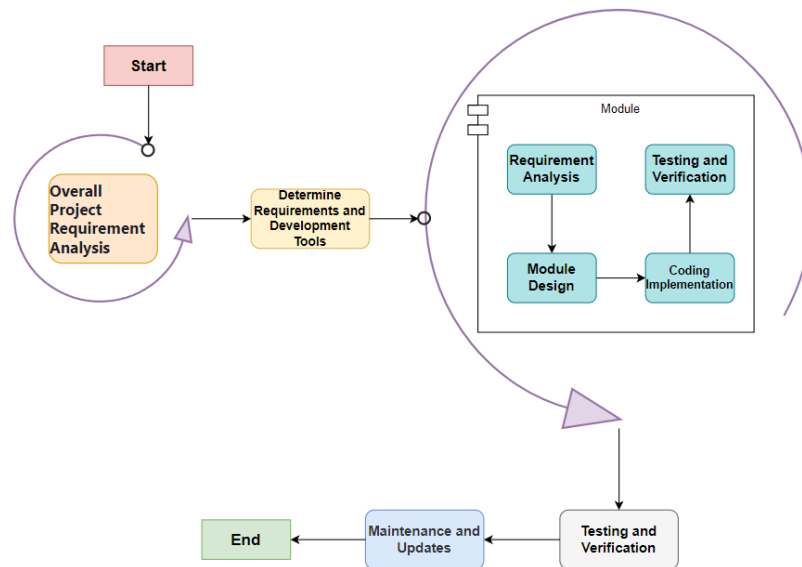 Start
Overall
Project
Requirement
Analysis
Determine
Requirements and
Development
Tools
Module
Requirement
Analysis
Testing and
Verification
Module
Design
Coding
Implementation
End
Maintenance and
Updates
Testing and
Verification